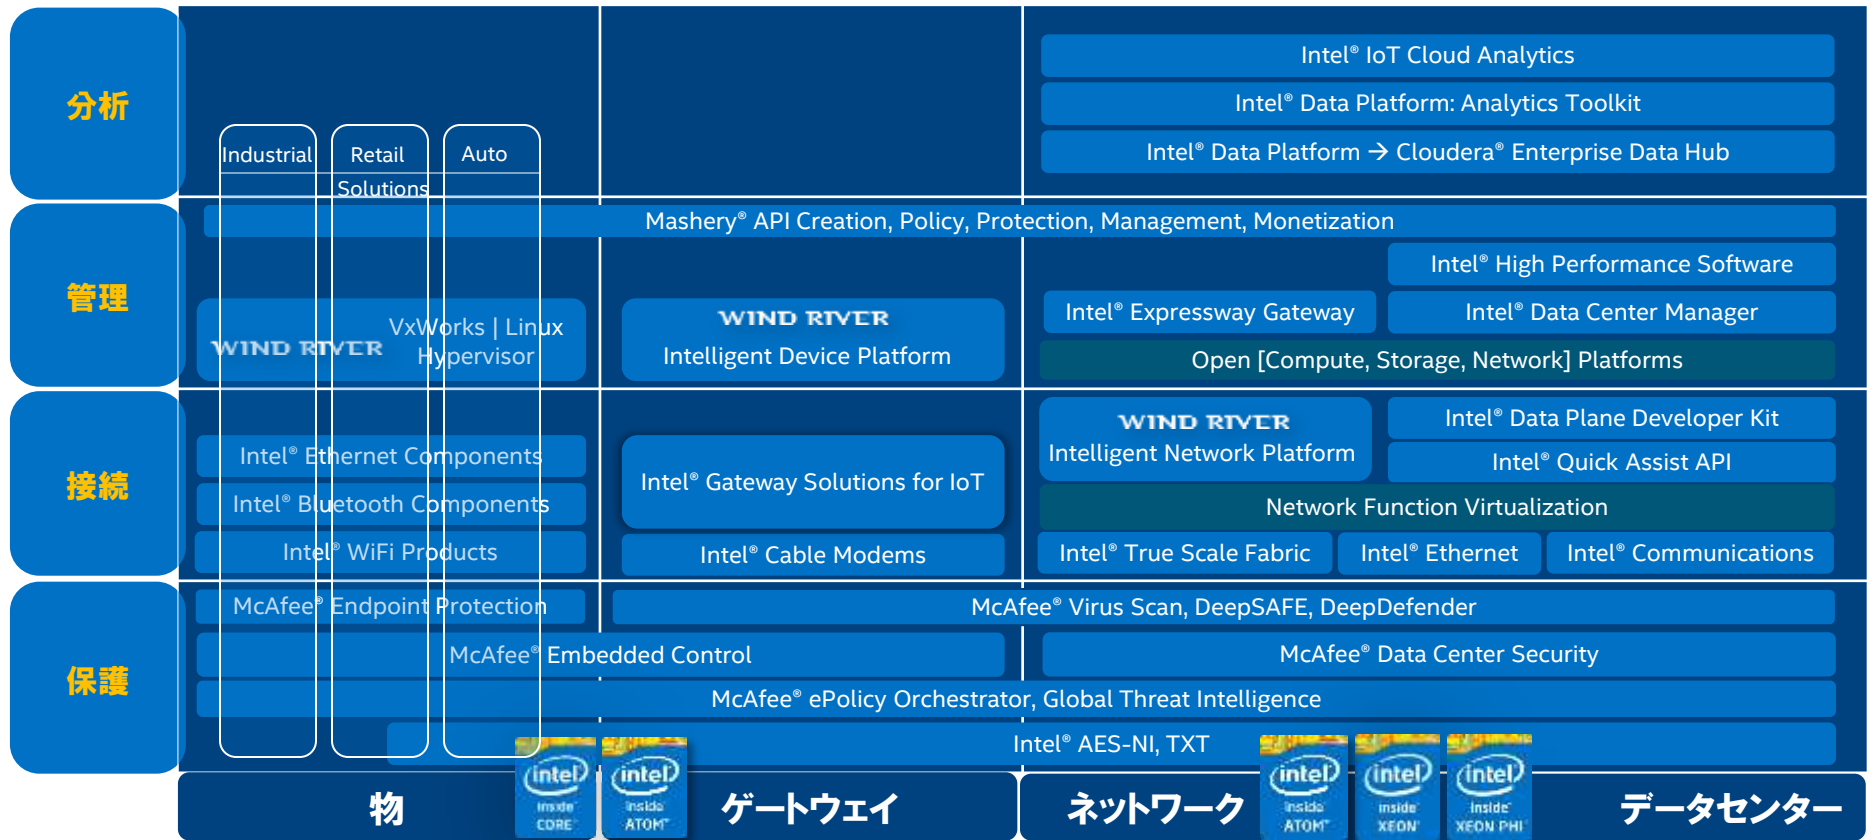 分析
Intel® IoT Cloud Analytics
Intel® Data Platform: Analytics Toolkit
Intel® Data Platform → Cloudera® Enterprise Data Hub
Industrial
Retail
Auto
Solutions
管理
Mashery® API Creation, Policy, Protection, Management, Monetization
Intel® High Performance Software
WIND RIVER
VxWorks | Linux
Hypervisor
WIND RIVER
Intelligent Device Platform
Intel® Expressway Gateway
Intel® Data Center Manager
Open [Compute, Storage, Network] Platforms
接続
WIND RIVER
Intelligent Network Platform
Intel® Data Plane Developer Kit
Intel® Quick Assist API
Intel® Ethernet Components
Intel® Bluetooth Components
Intel® WiFi Products
Intel® Gateway Solutions for IoT
Intel® Cable Modems
Network Function Virtualization
Intel® True Scale Fabric
Intel® Ethernet
Intel® Communications
保護
McAfee® Endpoint Protection
McAfee® Virus Scan, DeepSAFE, DeepDefender
McAfee® Embedded Control
McAfee® Data Center Security
McAfee® ePolicy Orchestrator, Global Threat Intelligence
Intel® AES-NI, TXT
物
intel
inside™
CORE™
intel
inside
ATOM™
ゲートウェイ
ネットワーク
intel
inside
ATOM™
intel
inside™
XEON®
intel
inside™
XEON PHI™
データセンター